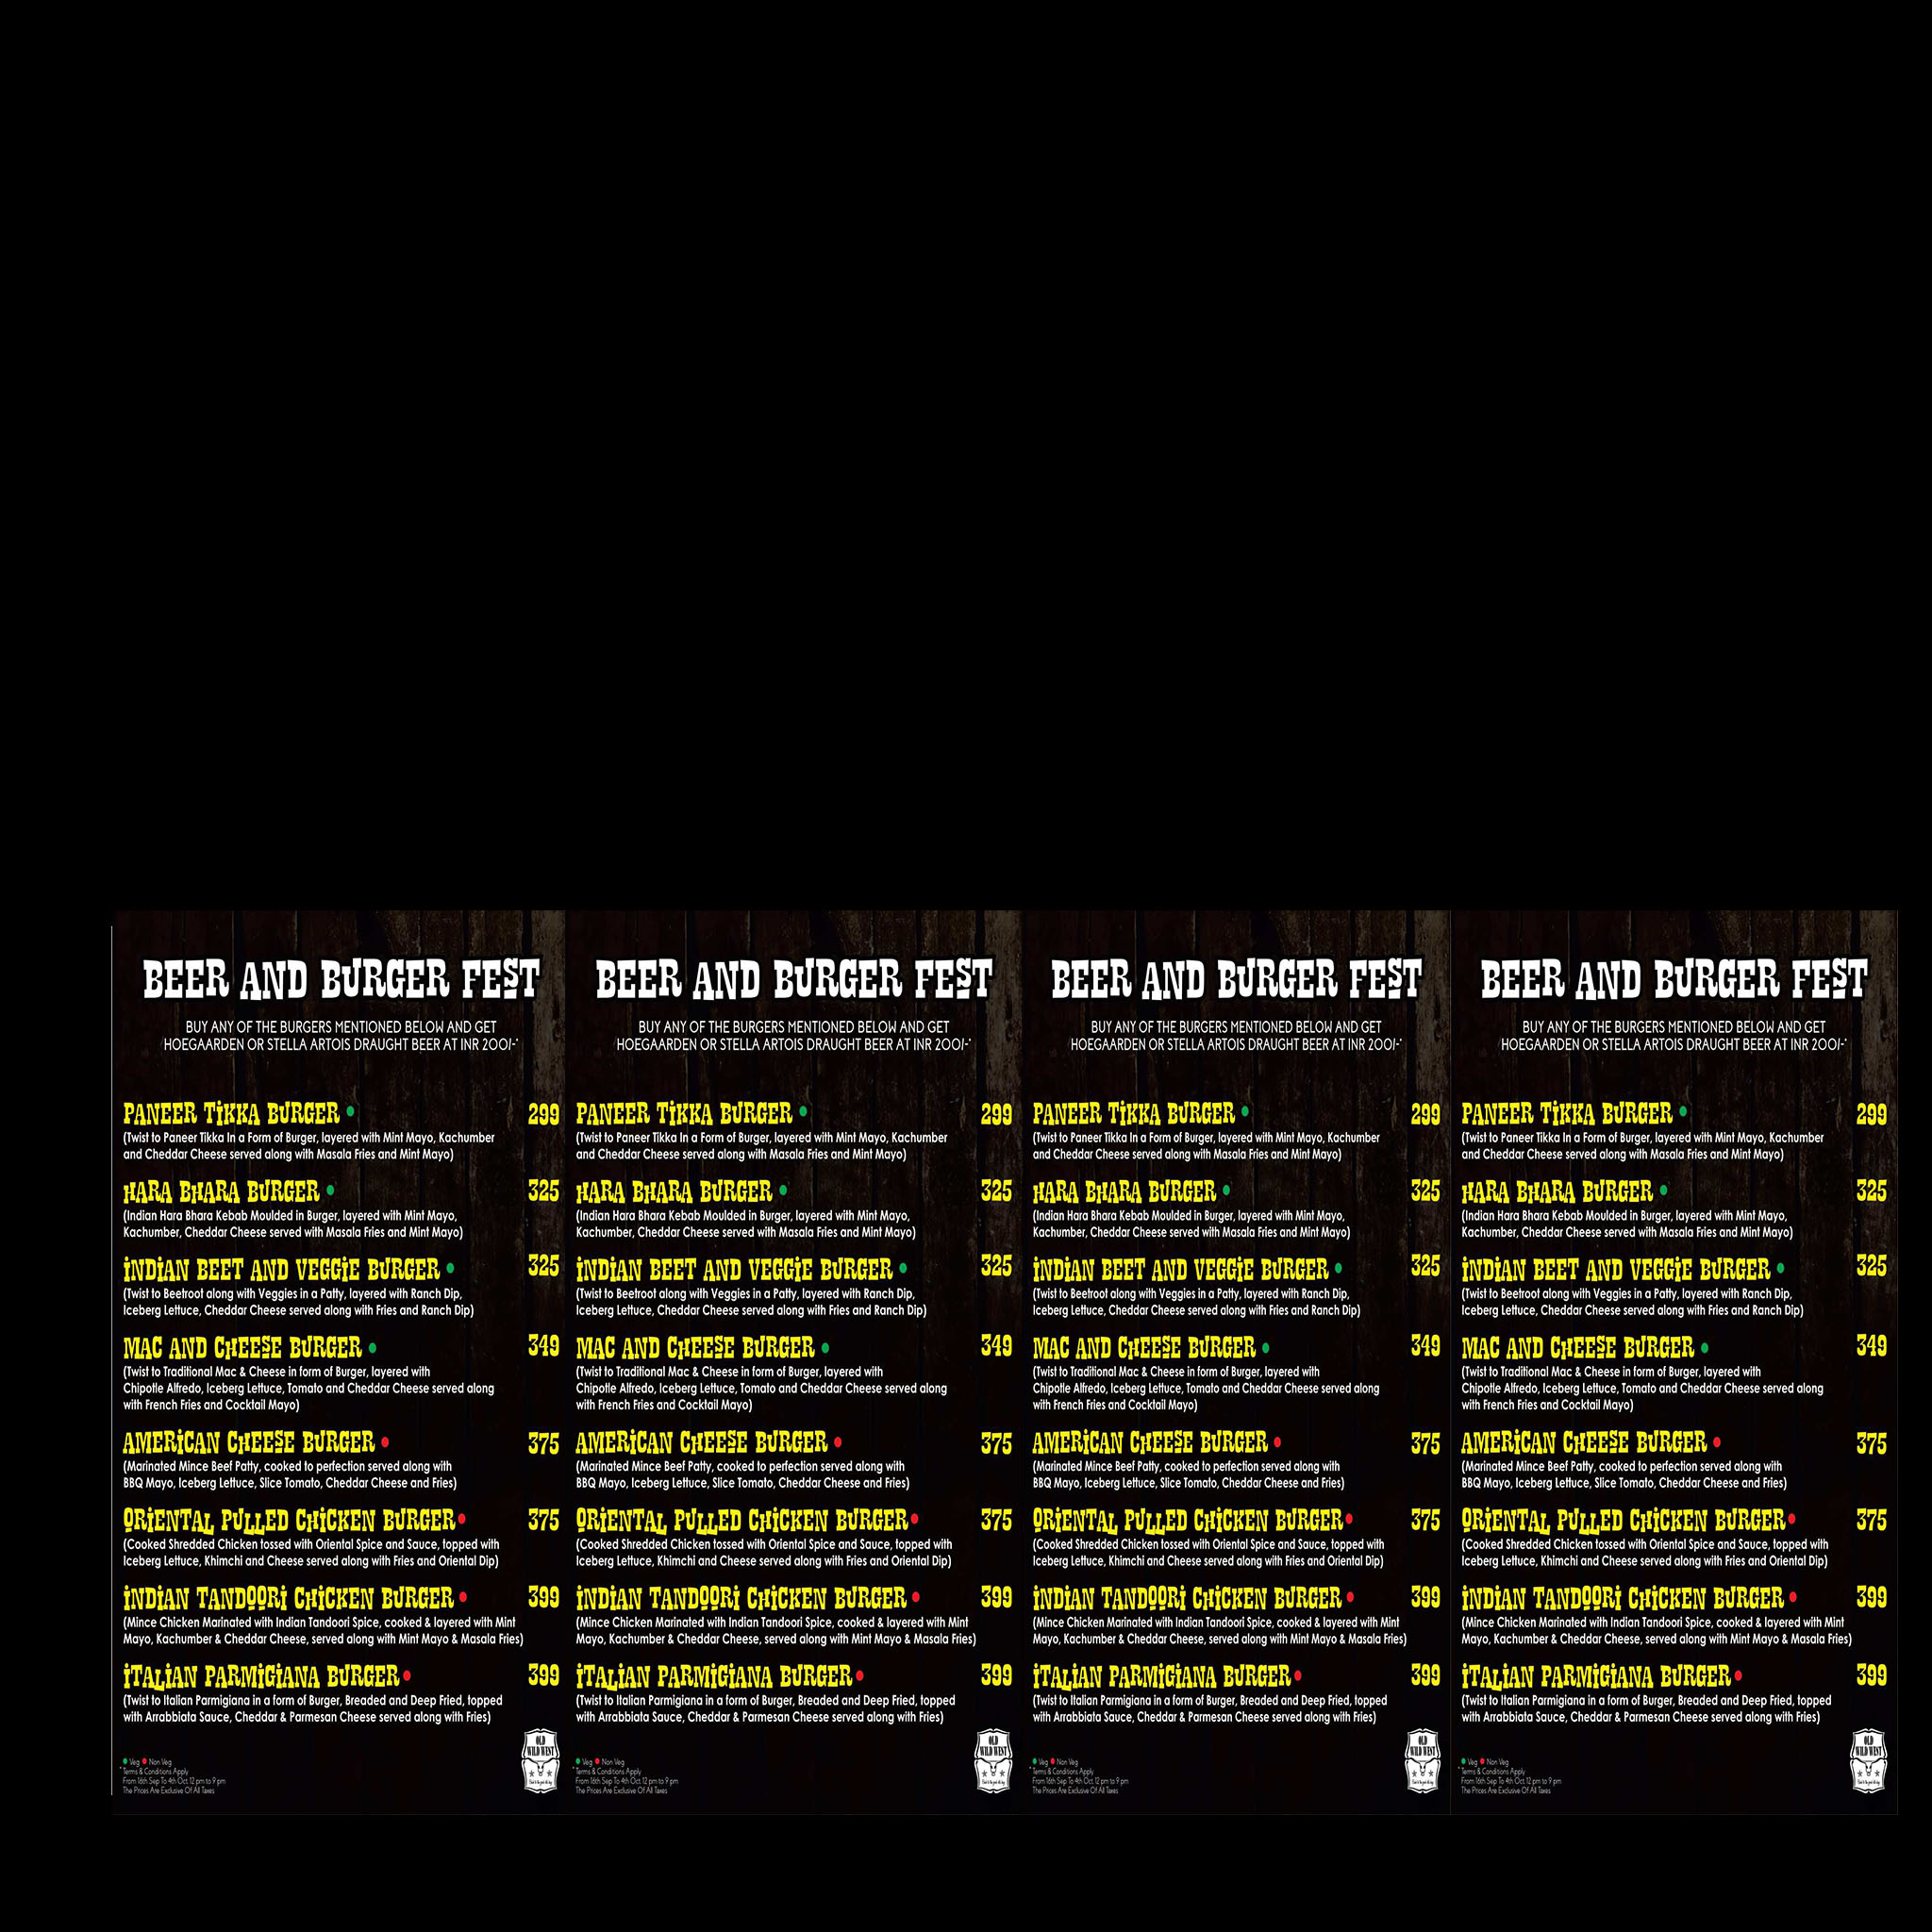 BEER AND BURGER FEST
BUY ANY OF THE BURGERS MENTIONED BELOW AND GET
HOEGAARDEN OR STELLA ARTOIS DRAUGHT BEER AT INR 200/-*
PANEER TIKKA BURGER 299
(Twist to Paneer Tikka In a Form of Burger, layered with Mint Mayo, Kachumber
and Cheddar Cheese served along with Masala Fries and Mint Mayo)
HARA BHARA BURGER 325
(Indian Hara Bhara Kebab Moulded in Burger, layered with Mint Mayo,
Kachumber, Cheddar Cheese served with Masala Fries and Mint Mayo)
INDIAN BEET AND VEGGIE BURGER 325
(Twist to Beetroot along with Veggies in a Patty, layered with Ranch Dip,
Iceberg Lettuce, Cheddar Cheese served along with Fries and Ranch Dip)
MAC AND CHEESE BURGER 349
(Twist to Traditional Mac & Cheese in form of Burger, layered with
Chipotle Alfredo, Iceberg Lettuce, Tomato and Cheddar Cheese served along
with French Fries and Cocktail Mayo)
AMERICAN CHEESE BURGER 375
(Marinated Mince Beef Patty, cooked to perfection served along with
BBQ Mayo, Iceberg Lettuce, Slice Tomato, Cheddar Cheese and Fries)
ORIENTAL PULLED CHICKEN BURGER 375
(Cooked Shredded Chicken tossed with Oriental Spice and Sauce, topped with
Iceberg Lettuce, Khimchi and Cheese served along with Fries and Oriental Dip)
INDIAN TANDOORI CHICKEN BURGER 399
(Mince Chicken Marinated with Indian Tandoori Spice, cooked & layered with Mint
Mayo, Kachumber & Cheddar Cheese, served along with Mint Mayo & Masala Fries)
ITALIAN PARMIGIANA BURGER 399
(Twist to Italian Parmigiana in a form of Burger, Breaded and Deep Fried, topped
with Arrabbiata Sauce, Cheddar & Parmesan Cheese served along with Fries)
Veg Non Veg
*Terms & Conditions Apply
From 16th Sep To 4th Oct 12 pm to 9 pm
The Prices Are Exclusive Of All Taxes
OLD
WILD WEST
BEER AND BURGER FEST
BUY ANY OF THE BURGERS MENTIONED BELOW AND GET
HOEGAARDEN OR STELLA ARTOIS DRAUGHT BEER AT INR 200/-*
PANEER TIKKA BURGER 299
(Twist to Paneer Tikka In a Form of Burger, layered with Mint Mayo, Kachumber
and Cheddar Cheese served along with Masala Fries and Mint Mayo)
HARA BHARA BURGER 325
(Indian Hara Bhara Kebab Moulded in Burger, layered with Mint Mayo,
Kachumber, Cheddar Cheese served with Masala Fries and Mint Mayo)
INDIAN BEET AND VEGGIE BURGER 325
(Twist to Beetroot along with Veggies in a Patty, layered with Ranch Dip,
Iceberg Lettuce, Cheddar Cheese served along with Fries and Ranch Dip)
MAC AND CHEESE BURGER 349
(Twist to Traditional Mac & Cheese in form of Burger, layered with
Chipotle Alfredo, Iceberg Lettuce, Tomato and Cheddar Cheese served along
with French Fries and Cocktail Mayo)
AMERICAN CHEESE BURGER 375
(Marinated Mince Beef Patty, cooked to perfection served along with
BBQ Mayo, Iceberg Lettuce, Slice Tomato, Cheddar Cheese and Fries)
ORIENTAL PULLED CHICKEN BURGER 375
(Cooked Shredded Chicken tossed with Oriental Spice and Sauce, topped with
Iceberg Lettuce, Khimchi and Cheese served along with Fries and Oriental Dip)
INDIAN TANDOORI CHICKEN BURGER 399
(Mince Chicken Marinated with Indian Tandoori Spice, cooked & layered with Mint
Mayo, Kachumber & Cheddar Cheese, served along with Mint Mayo & Masala Fries)
ITALIAN PARMIGIANA BURGER 399
(Twist to Italian Parmigiana in a form of Burger, Breaded and Deep Fried, topped
with Arrabbiata Sauce, Cheddar & Parmesan Cheese served along with Fries)
Veg Non Veg
*Terms & Conditions Apply
From 16th Sep To 4th Oct 12 pm to 9 pm
The Prices Are Exclusive Of All Taxes
OLD
WILD WEST
BEER AND BURGER FEST
BUY ANY OF THE BURGERS MENTIONED BELOW AND GET
HOEGAARDEN OR STELLA ARTOIS DRAUGHT BEER AT INR 200/-*
PANEER TIKKA BURGER 299
(Twist to Paneer Tikka In a Form of Burger, layered with Mint Mayo, Kachumber
and Cheddar Cheese served along with Masala Fries and Mint Mayo)
HARA BHARA BURGER 325
(Indian Hara Bhara Kebab Moulded in Burger, layered with Mint Mayo,
Kachumber, Cheddar Cheese served with Masala Fries and Mint Mayo)
INDIAN BEET AND VEGGIE BURGER 325
(Twist to Beetroot along with Veggies in a Patty, layered with Ranch Dip,
Iceberg Lettuce, Cheddar Cheese served along with Fries and Ranch Dip)
MAC AND CHEESE BURGER 349
(Twist to Traditional Mac & Cheese in form of Burger, layered with
Chipotle Alfredo, Iceberg Lettuce, Tomato and Cheddar Cheese served along
with French Fries and Cocktail Mayo)
AMERICAN CHEESE BURGER 375
(Marinated Mince Beef Patty, cooked to perfection served along with
BBQ Mayo, Iceberg Lettuce, Slice Tomato, Cheddar Cheese and Fries)
ORIENTAL PULLED CHICKEN BURGER 375
(Cooked Shredded Chicken tossed with Oriental Spice and Sauce, topped with
Iceberg Lettuce, Khimchi and Cheese served along with Fries and Oriental Dip)
INDIAN TANDOORI CHICKEN BURGER 399
(Mince Chicken Marinated with Indian Tandoori Spice, cooked & layered with Mint
Mayo, Kachumber & Cheddar Cheese, served along with Mint Mayo & Masala Fries)
ITALIAN PARMIGIANA BURGER 399
(Twist to Italian Parmigiana in a form of Burger, Breaded and Deep Fried, topped
with Arrabbiata Sauce, Cheddar & Parmesan Cheese served along with Fries)
Veg Non Veg
*Terms & Conditions Apply
From 16th Sep To 4th Oct 12 pm to 9 pm
The Prices Are Exclusive Of All Taxes
OLD
WILD WEST
BEER AND BURGER FEST
BUY ANY OF THE BURGERS MENTIONED BELOW AND GET
HOEGAARDEN OR STELLA ARTOIS DRAUGHT BEER AT INR 200/-*
PANEER TIKKA BURGER 299
(Twist to Paneer Tikka In a Form of Burger, layered with Mint Mayo, Kachumber
and Cheddar Cheese served along with Masala Fries and Mint Mayo)
HARA BHARA BURGER 325
(Indian Hara Bhara Kebab Moulded in Burger, layered with Mint Mayo,
Kachumber, Cheddar Cheese served with Masala Fries and Mint Mayo)
INDIAN BEET AND VEGGIE BURGER 325
(Twist to Beetroot along with Veggies in a Patty, layered with Ranch Dip,
Iceberg Lettuce, Cheddar Cheese served along with Fries and Ranch Dip)
MAC AND CHEESE BURGER 349
(Twist to Traditional Mac & Cheese in form of Burger, layered with
Chipotle Alfredo, Iceberg Lettuce, Tomato and Cheddar Cheese served along
with French Fries and Cocktail Mayo)
AMERICAN CHEESE BURGER 375
(Marinated Mince Beef Patty, cooked to perfection served along with
BBQ Mayo, Iceberg Lettuce, Slice Tomato, Cheddar Cheese and Fries)
ORIENTAL PULLED CHICKEN BURGER 375
(Cooked Shredded Chicken tossed with Oriental Spice and Sauce, topped with
Iceberg Lettuce, Khimchi and Cheese served along with Fries and Oriental Dip)
INDIAN TANDOORI CHICKEN BURGER 399
(Mince Chicken Marinated with Indian Tandoori Spice, cooked & layered with Mint
Mayo, Kachumber & Cheddar Cheese, served along with Mint Mayo & Masala Fries)
ITALIAN PARMIGIANA BURGER 399
(Twist to Italian Parmigiana in a form of Burger, Breaded and Deep Fried, topped
with Arrabbiata Sauce, Cheddar & Parmesan Cheese served along with Fries)
Veg Non Veg
*Terms & Conditions Apply
From 16th Sep To 4th Oct 12 pm to 9 pm
The Prices Are Exclusive Of All Taxes
OLD
WILD WEST